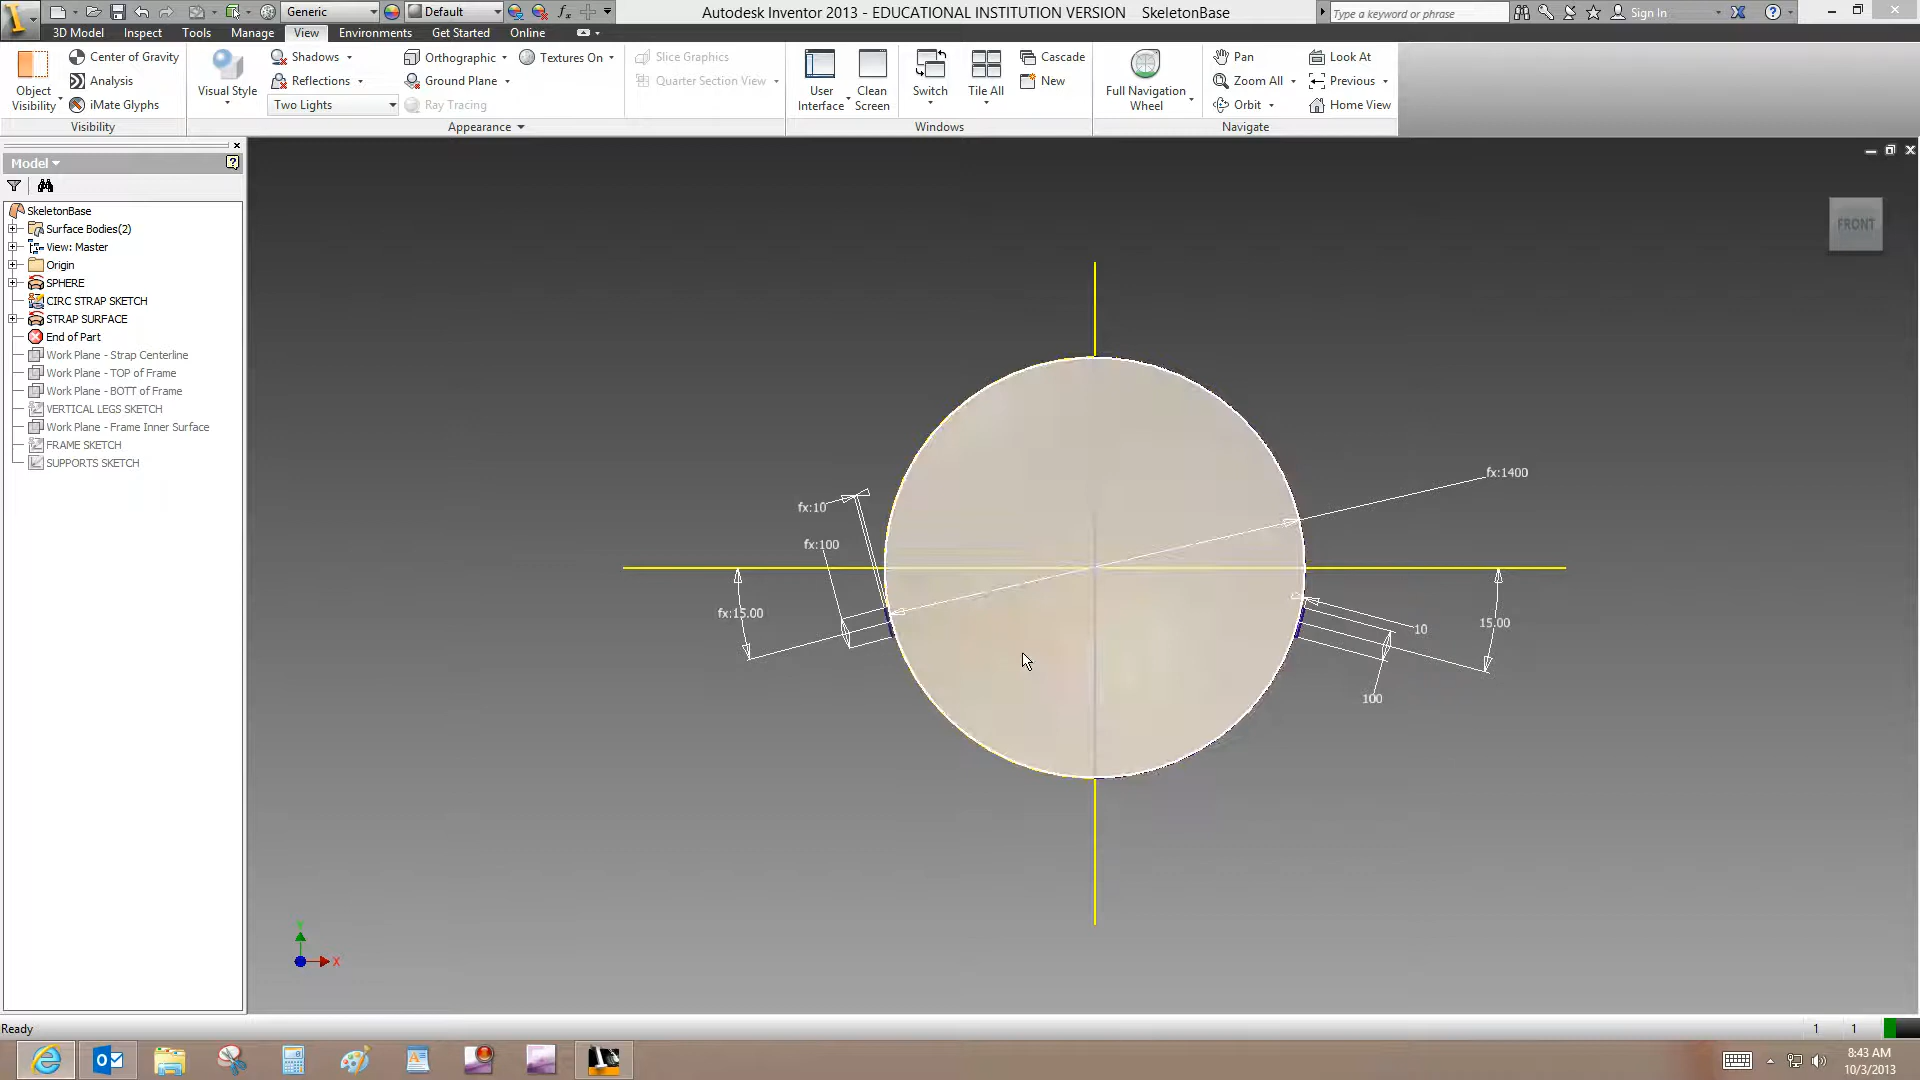 Generic
Default
Autodesk Inventor 2013 - EDUCATIONAL INSTITUTION VERSION SkeletonBase
Type a keyword or phrase
Sign In
3D Model Inspect Tools Manage View Environments Get Started Online
Object Visibility
Center of Gravity
Analysis
iMate Glyphs
Visibility
Visual Style
Shadows
Reflections
Two Lights
Orthographic
Ground Plane
Ray Tracing
Textures On
Appearance
Slice Graphics
Quarter Section View
User Interface
Clean Screen
Switch
Tile All
Cascade
New
Windows
Full Navigation Wheel
Pan
Zoom All
Orbit
Look At
Previous
Home View
Navigate
Model
SkeletonBase
Surface Bodies(2)
View: Master
Origin
SPHERE
CIRC STRAP SKETCH
STRAP SURFACE
End of Part
Work Plane - Strap Centerline
Work Plane - TOP of Frame
Work Plane - BOTT of Frame
VERTICAL LEGS SKETCH
Work Plane - Frame Inner Surface
FRAME SKETCH
SUPPORTS SKETCH
FRONT
fx:1400
fx:10
fx:100
fx:15.00
10
15.00
100
Y
X
Ready
1 1
8:43 AM
10/3/2013